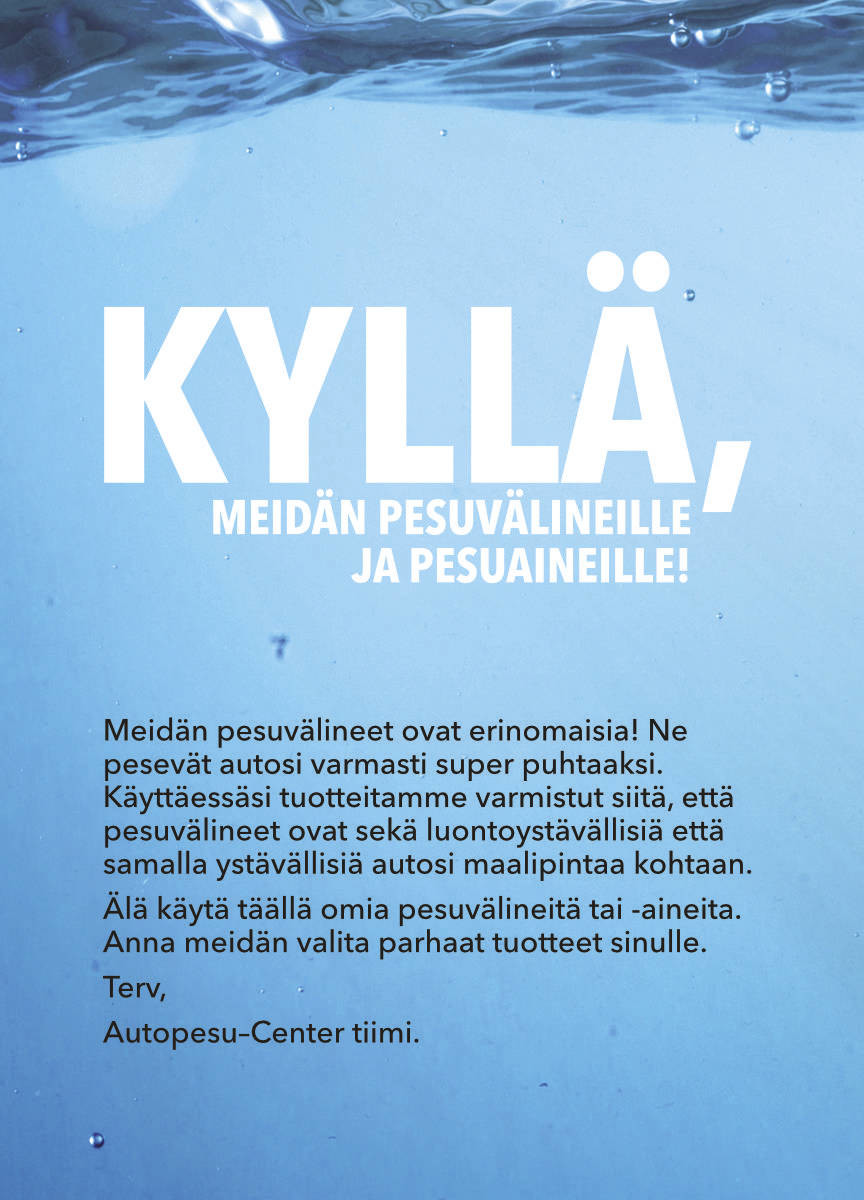 KYLLÄ,
MEIDÄN PESUVÄLINEILLE
JA PESUAINEILLE!
Meidän pesuvälineet ovat erinomaisia! Ne
pesevät autosi varmasti super puhtaaksi.
Käyttäessäsi tuotteitamme varmistut siitä, että
pesuvälineet ovat sekä luontoystävällisiä että
samalla ystävällisiä autosi maalipintaa kohtaan.
Älä käytä täällä omia pesuvälineitä tai -aineita.
Anna meidän valita parhaat tuotteet sinulle.
Terv,
Autopesu–Center tiimi.